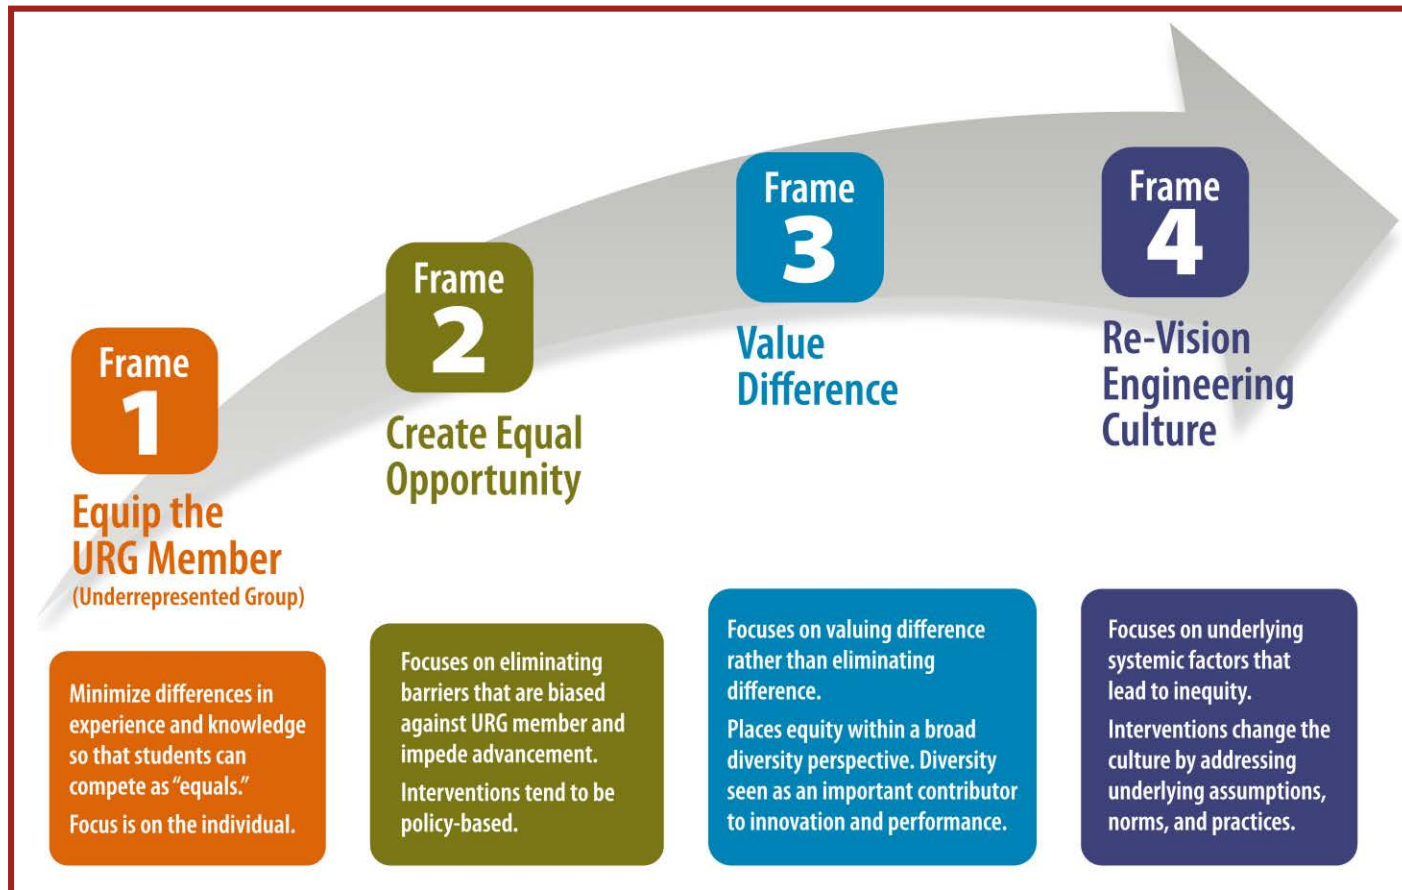 Frame
1
Equip the
URG Member
(Underrepresented Group)
Minimize differences in
experience and knowledge
so that students can
compete as “equals.”
Focus is on the individual.
Frame
2
Create Equal
Opportunity
Focuses on eliminating
barriers that are biased
against URG member and
impede advancement.
Interventions tend to be
policy-based.
Frame
3
Value
Difference
Focuses on valuing difference
rather than eliminating
difference.
Places equity within a broad
diversity perspective. Diversity
seen as an important contributor
to innovation and performance.
Frame
4
Re-Vision
Engineering
Culture
Focuses on underlying
systemic factors that
lead to inequity.
Interventions change the
culture by addressing
underlying assumptions,
norms, and practices.